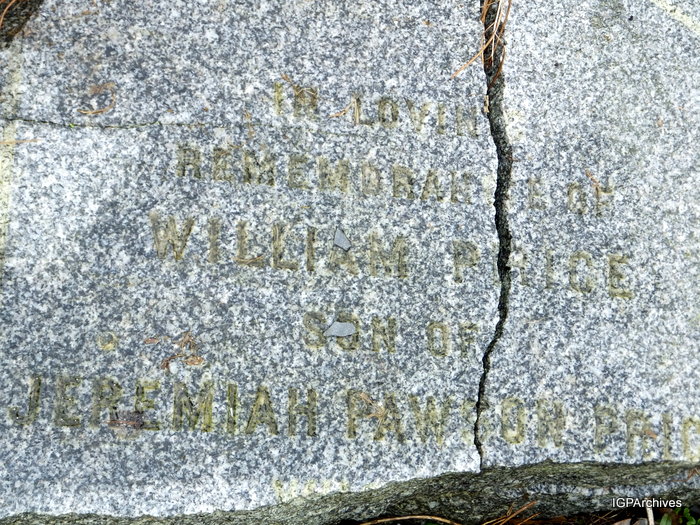 IN LOVING
REMEMBRANCE OF
WILLIAM PRICE
SON OF
JEREMIAH PAWSON PRICE
IGPArchives